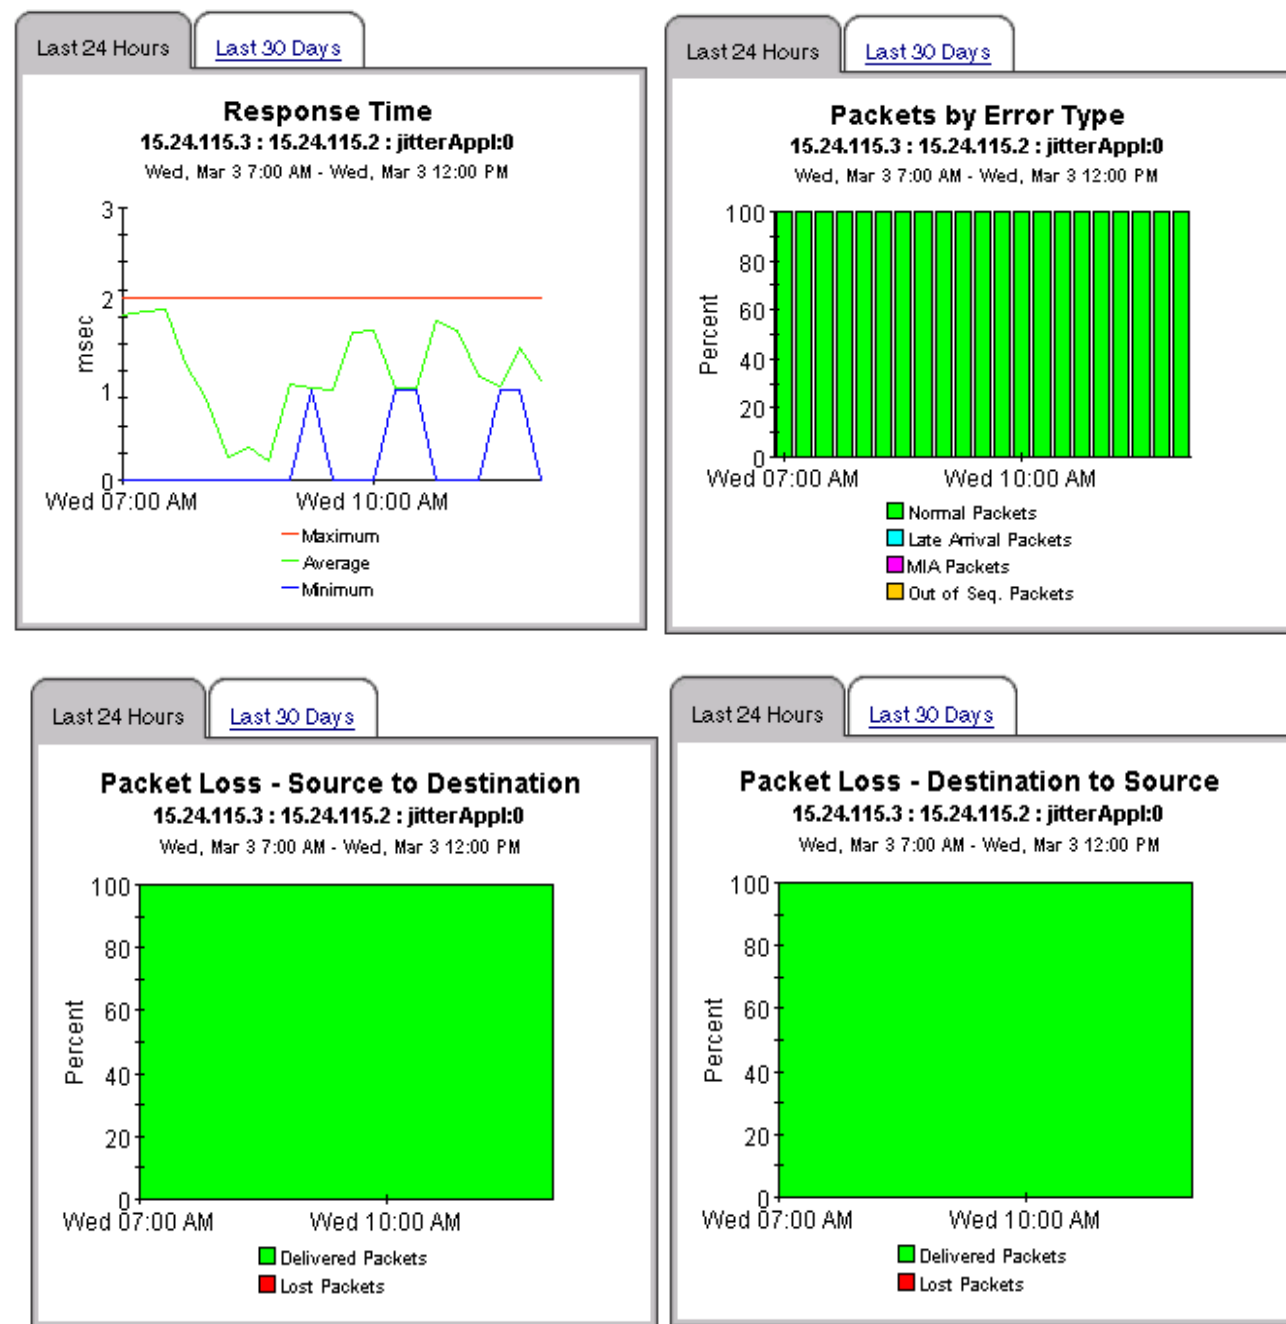 Last 24 Hours
Last 30 Days
Response Time
15.24.115.3 : 15.24.115.2 : jitterAppl:0
Wed, Mar 3 7:00 AM - Wed, Mar 3 12:00 PM
3
2
1
0
msec
Wed 07:00 AM
Wed 10:00 AM
Maximum
Average
Minimum
Last 24 Hours
Last 30 Days
Packets by Error Type
15.24.115.3 : 15.24.115.2 : jitterAppl:0
Wed, Mar 3 7:00 AM - Wed, Mar 3 12:00 PM
100
80
60
40
20
0
Percent
Wed 07:00 AM
Wed 10:00 AM
Normal Packets
Late Arrival Packets
MIA Packets
Out of Seq. Packets
Last 24 Hours
Last 30 Days
Packet Loss - Source to Destination
15.24.115.3 : 15.24.115.2 : jitterAppl:0
Wed, Mar 3 7:00 AM - Wed, Mar 3 12:00 PM
100
80
60
40
20
0
Percent
Wed 07:00 AM
Wed 10:00 AM
Delivered Packets
Lost Packets
Last 24 Hours
Last 30 Days
Packet Loss - Destination to Source
15.24.115.3 : 15.24.115.2 : jitterAppl:0
Wed, Mar 3 7:00 AM - Wed, Mar 3 12:00 PM
100
80
60
40
20
0
Percent
Wed 07:00 AM
Wed 10:00 AM
Delivered Packets
Lost Packets